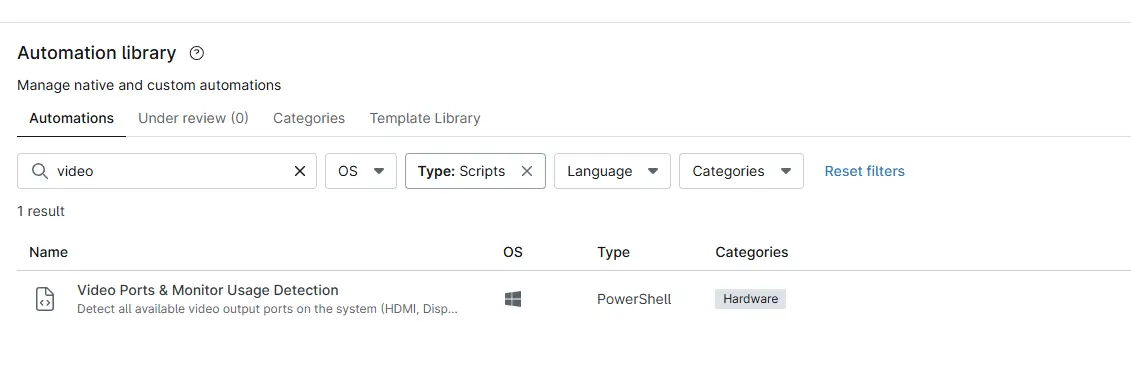 Automation library
Manage native and custom automations
Automations Under review (0) Categories Template Library
video OS Type: Scripts Language Categories Reset filters
1 result
Name OS Type Categories
Video Ports & Monitor Usage Detection
Detect all available video output ports on the system (HDMI, Disp...
PowerShell Hardware